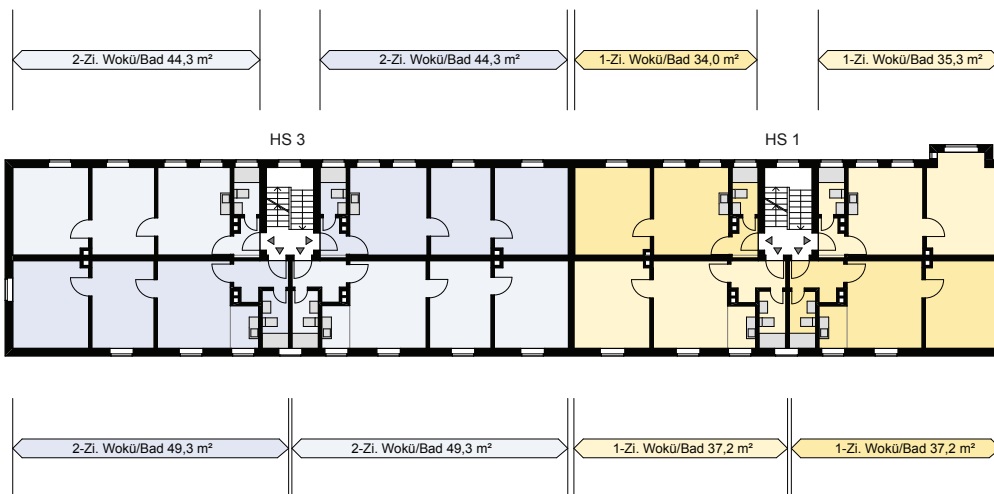 2-Zi. Wokü/Bad 44,3 m²
2-Zi. Wokü/Bad 44,3 m²
1-Zi. Wokü/Bad 34,0 m²
1-Zi. Wokü/Bad 35,3 m²
HS 3
HS 1
2-Zi. Wokü/Bad 49,3 m²
2-Zi. Wokü/Bad 49,3 m²
1-Zi. Wokü/Bad 37,2 m²
1-Zi. Wokü/Bad 37,2 m²